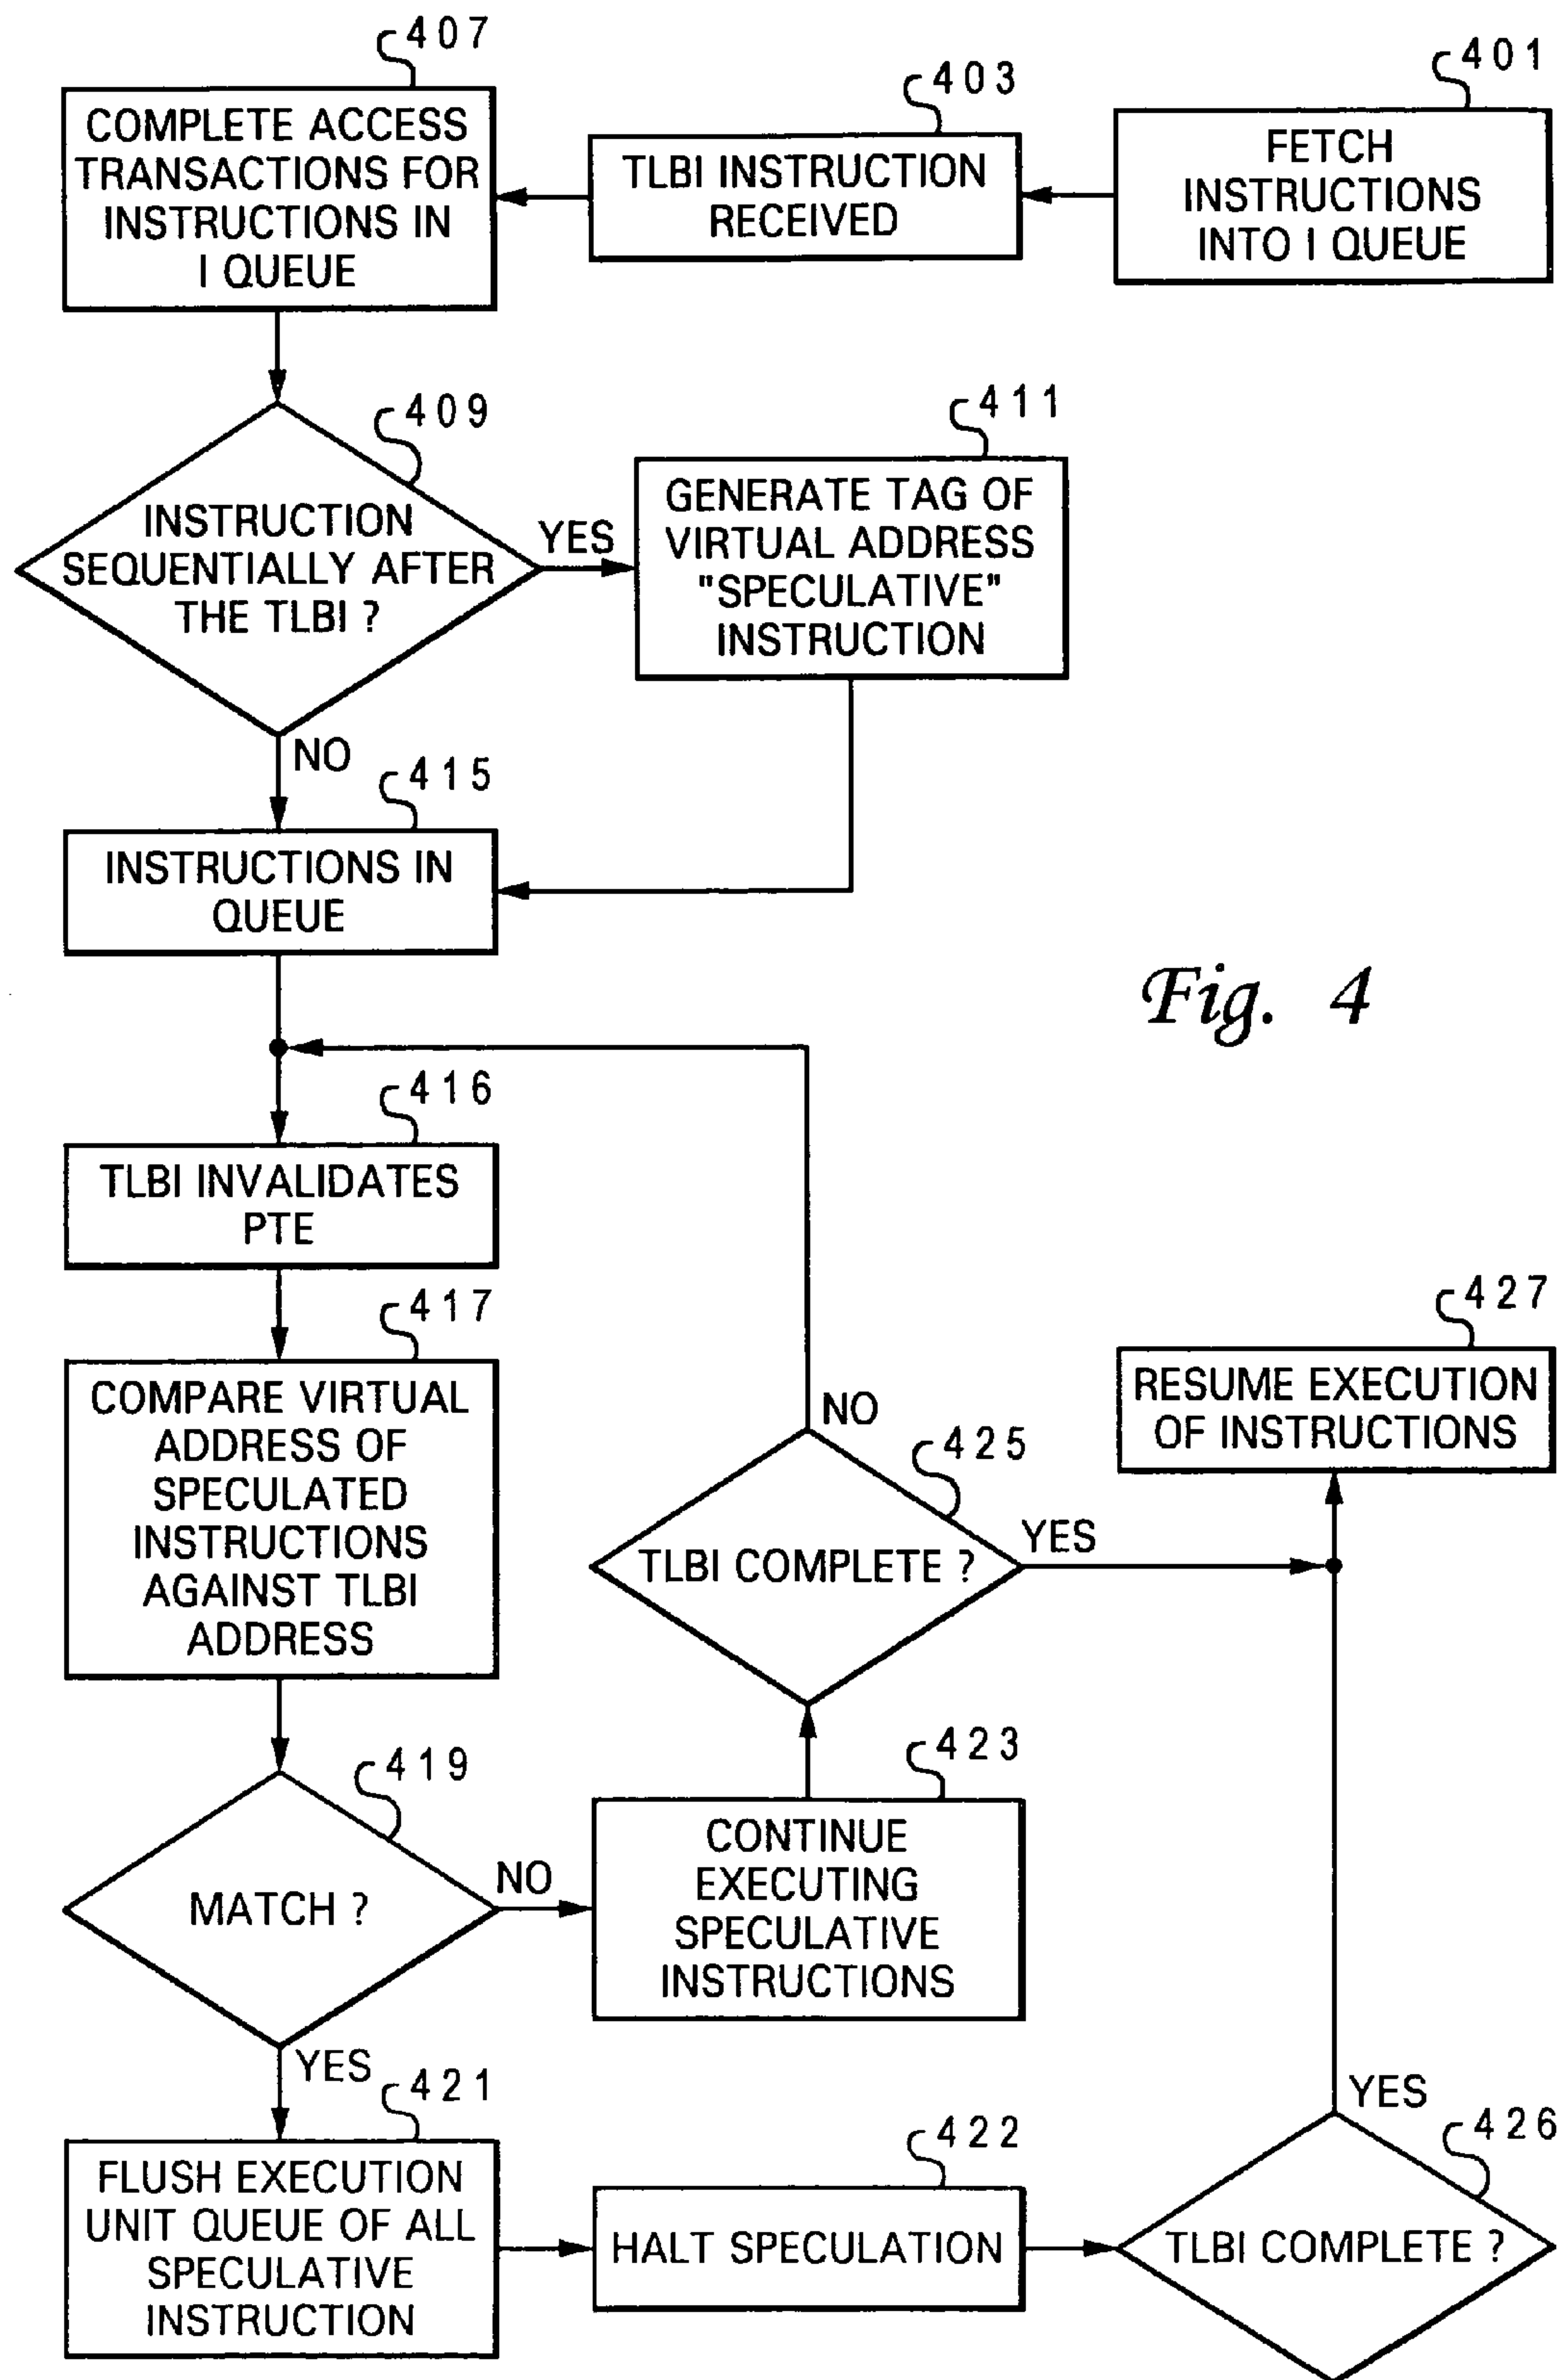 407
COMPLETE ACCESS
TRANSACTIONS FOR
INSTRUCTIONS IN
I QUEUE
403
TLBI INSTRUCTION
RECEIVED
401
FETCH
INSTRUCTIONS
INTO I QUEUE
409
INSTRUCTION
SEQUENTIALLY AFTER
THE TLBI ?
YES
NO
411
GENERATE TAG OF
VIRTUAL ADDRESS
"SPECULATIVE"
INSTRUCTION
415
INSTRUCTIONS IN
QUEUE
Fig. 4
416
TLBI INVALIDATES
PTE
417
COMPARE VIRTUAL
ADDRESS OF
SPECULATED
INSTRUCTIONS
AGAINST TLBI
ADDRESS
427
RESUME EXECUTION
OF INSTRUCTIONS
NO
425
TLBI COMPLETE ?
YES
419
MATCH ?
NO
YES
423
CONTINUE
EXECUTING
SPECULATIVE
INSTRUCTIONS
421
FLUSH EXECUTION
UNIT QUEUE OF ALL
SPECULATIVE
INSTRUCTION
422
HALT SPECULATION
YES
426
TLBI COMPLETE ?